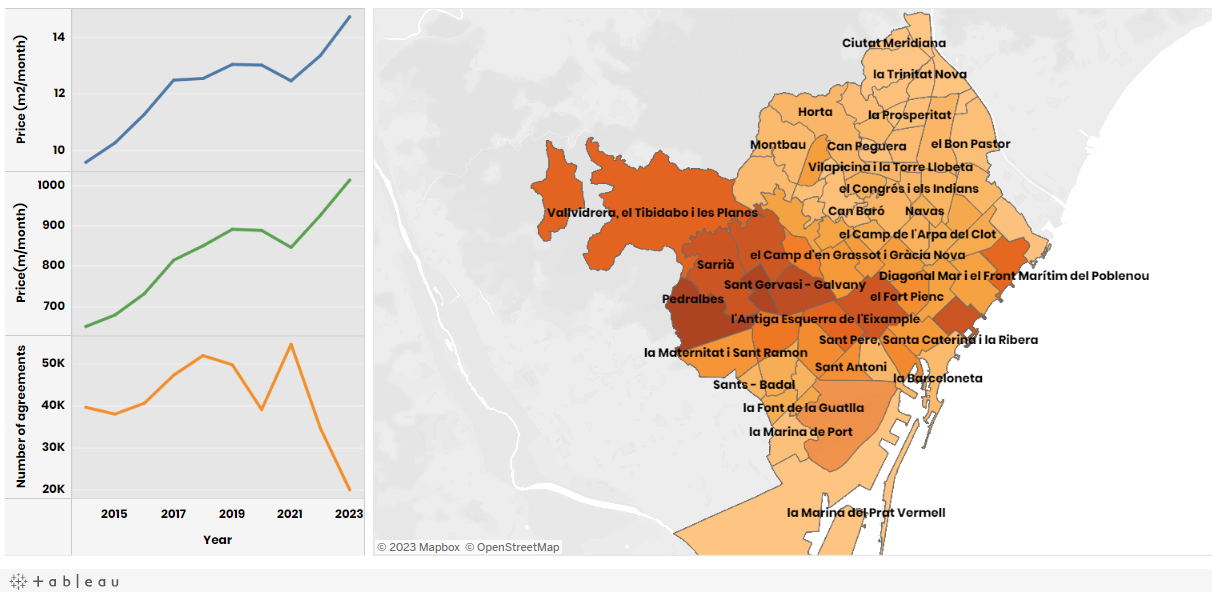 Price (m2/month)
14
12
10
Price(m/month)
1000
900
800
700
Number of agreements
50K
40K
30K
20K
2015 2017 2019 2021 2023
Year
Ciutat Meridiana
la Trinitat Nova
Horta
la Prosperitat
Montbau
Can Peguera
el Bon Pastor
Vilapicina i la Torre Llobeta
el Congrés i els Indians
Vallvidrera, el Tibidabo i les Planes
Can Baró
Navas
el Camp de l'Arpa del Clot
el Camp d'en Grassot i Gràcia Nova
Sarrià
Diagonal Mar i el Front Marítim del Poblenou
Sant Gervasi - Galvany
Pedralbes
el Fort Pienc
l'Antiga Esquerra de l'Eixample
Sant Pere, Santa Caterina i la Ribera
la Maternitat i Sant Ramon
Sant Antoni
la Barceloneta
Sants - Badal
la Font de la Guatlla
la Marina de Port
la Marina del Prat Vermell
© 2023 Mapbox © OpenStreetMap
+ a b l e a u